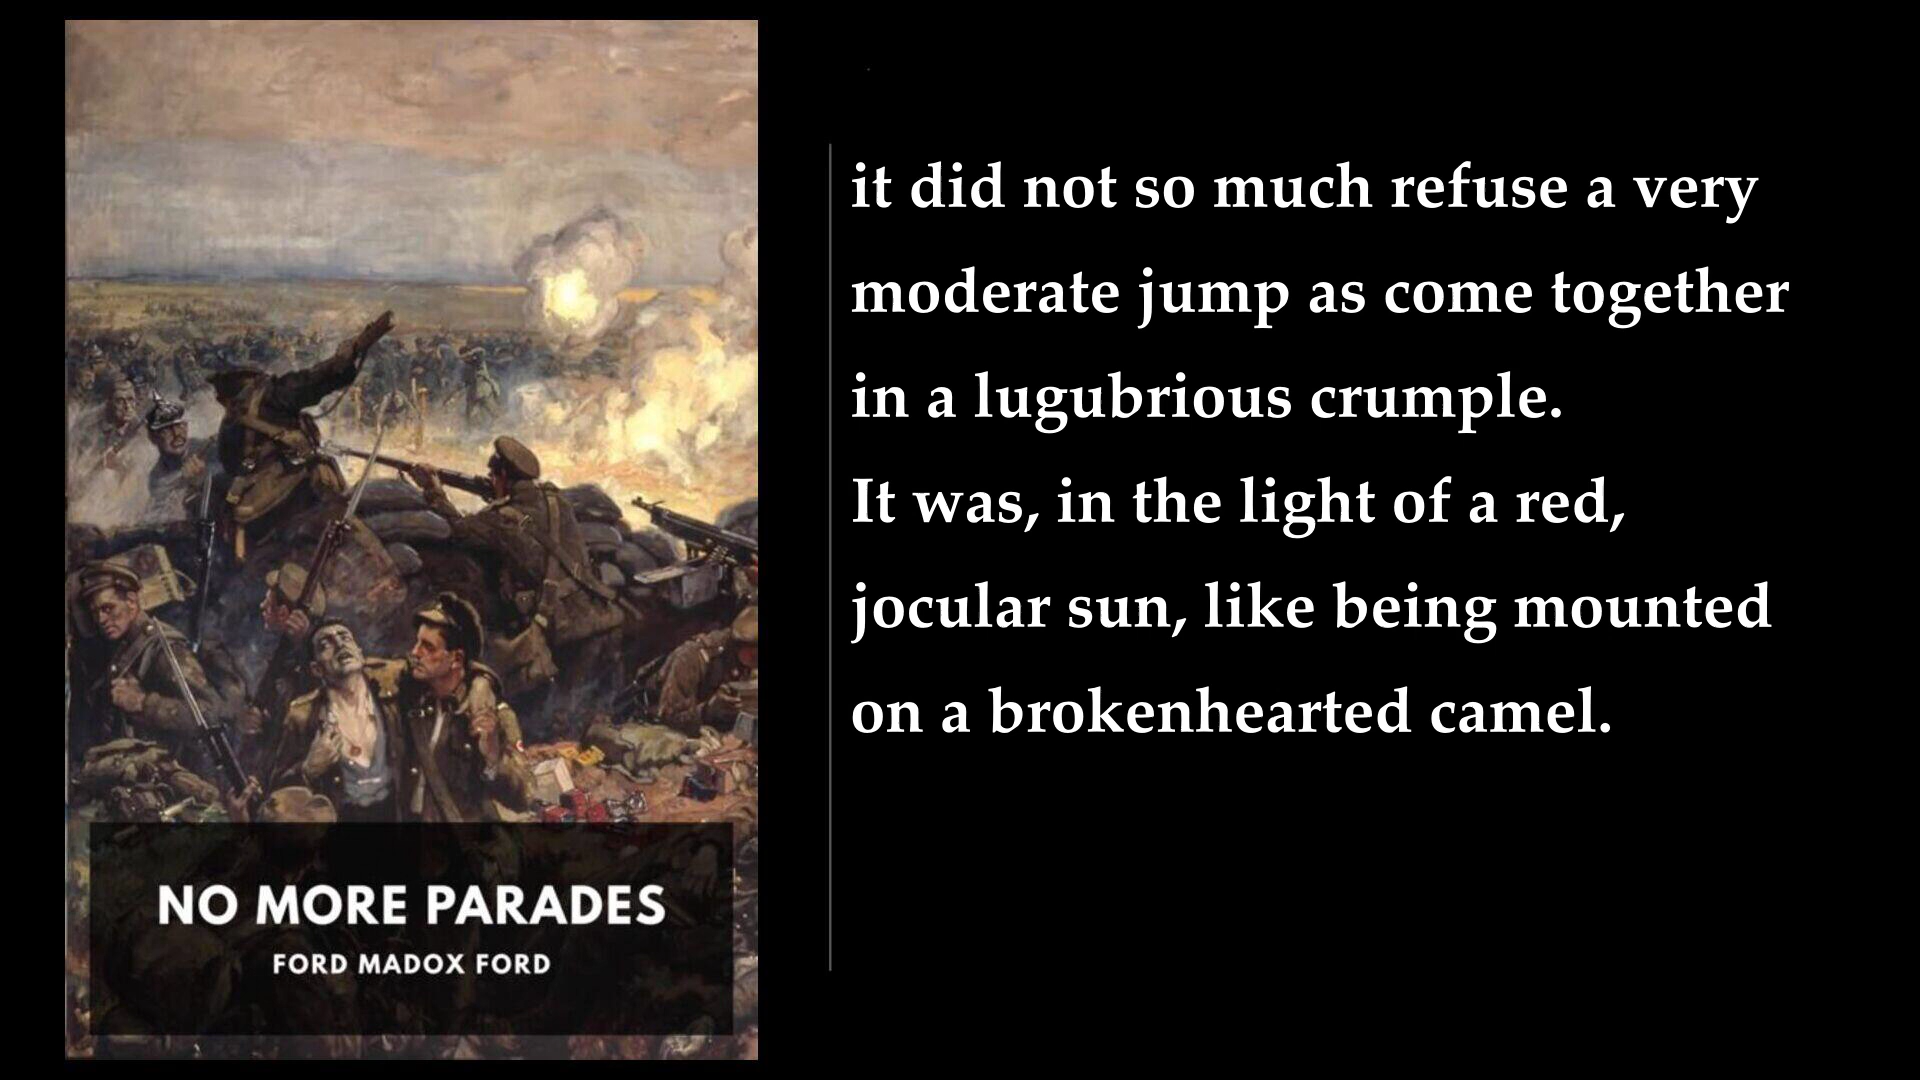 it did not so much refuse a very
moderate jump as come together
in a lugubrious crumple.
It was, in the light of a red,
jocular sun, like being mounted
on a brokenhearted camel.
NO MORE PARADES
FORD MADOX FORD